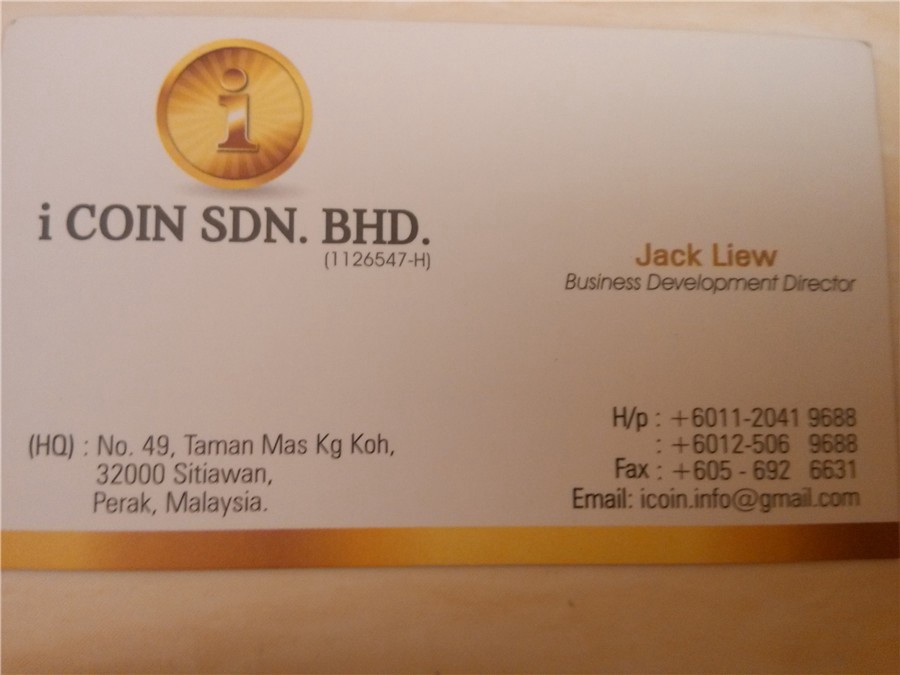 i
i COIN SDN. BHD.
(1126547-H)
Jack Liew
Business Development Director
(HQ) : No. 49, Taman Mas Kg Koh,
32000 Sitiawan,
Perak, Malaysia.
H/p : +6011-2041 9688
: +6012-506 9688
Fax : +605 - 692 6631
Email: icoin.info@gmail.com